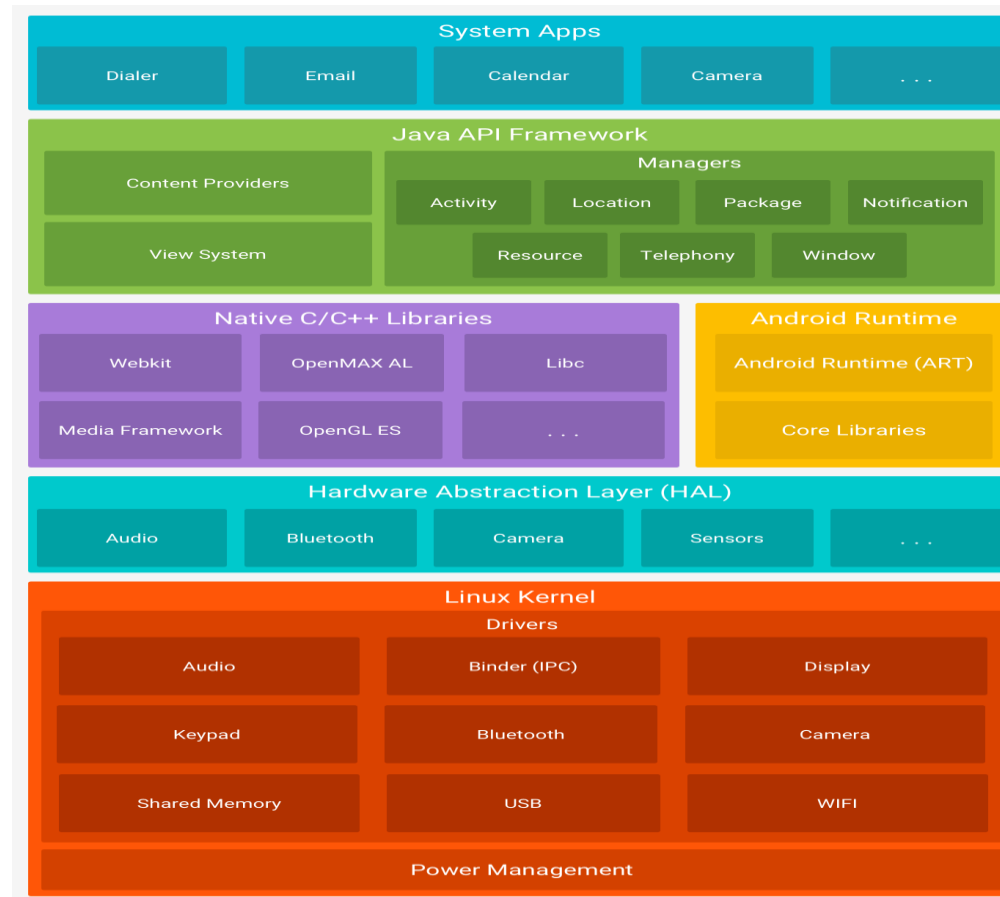 System Apps
Dialer Email Calendar Camera . . .
Java API Framework
Content Providers
View System
Managers
Activity Location Package Notification
Resource Telephony Window
Native C/C++ Libraries
Webkit OpenMAX AL Libc
Media Framework OpenGL ES . . .
Android Runtime
Android Runtime (ART)
Core Libraries
Hardware Abstraction Layer (HAL)
Audio Bluetooth Camera Sensors . . .
Linux Kernel
Drivers
Audio Binder (IPC) Display
Keypad Bluetooth Camera
Shared Memory USB WIFI
Power Management